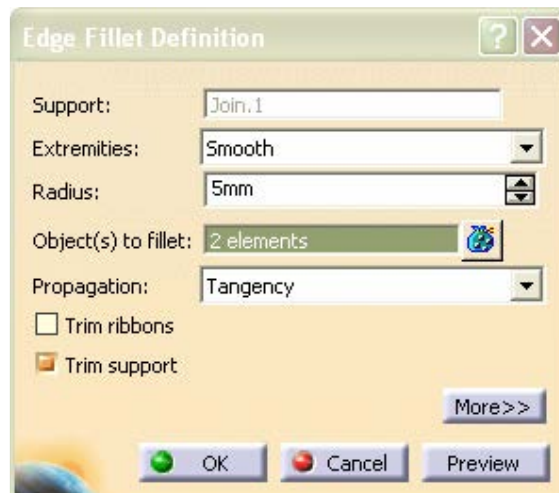 Edge Fillet Definition
Support: Join.1
Extremities: Smooth
Radius: 5mm
Object(s) to fillet: 2 elements
Propagation: Tangency
Trim ribbons
Trim support
More>>
OK Cancel Preview